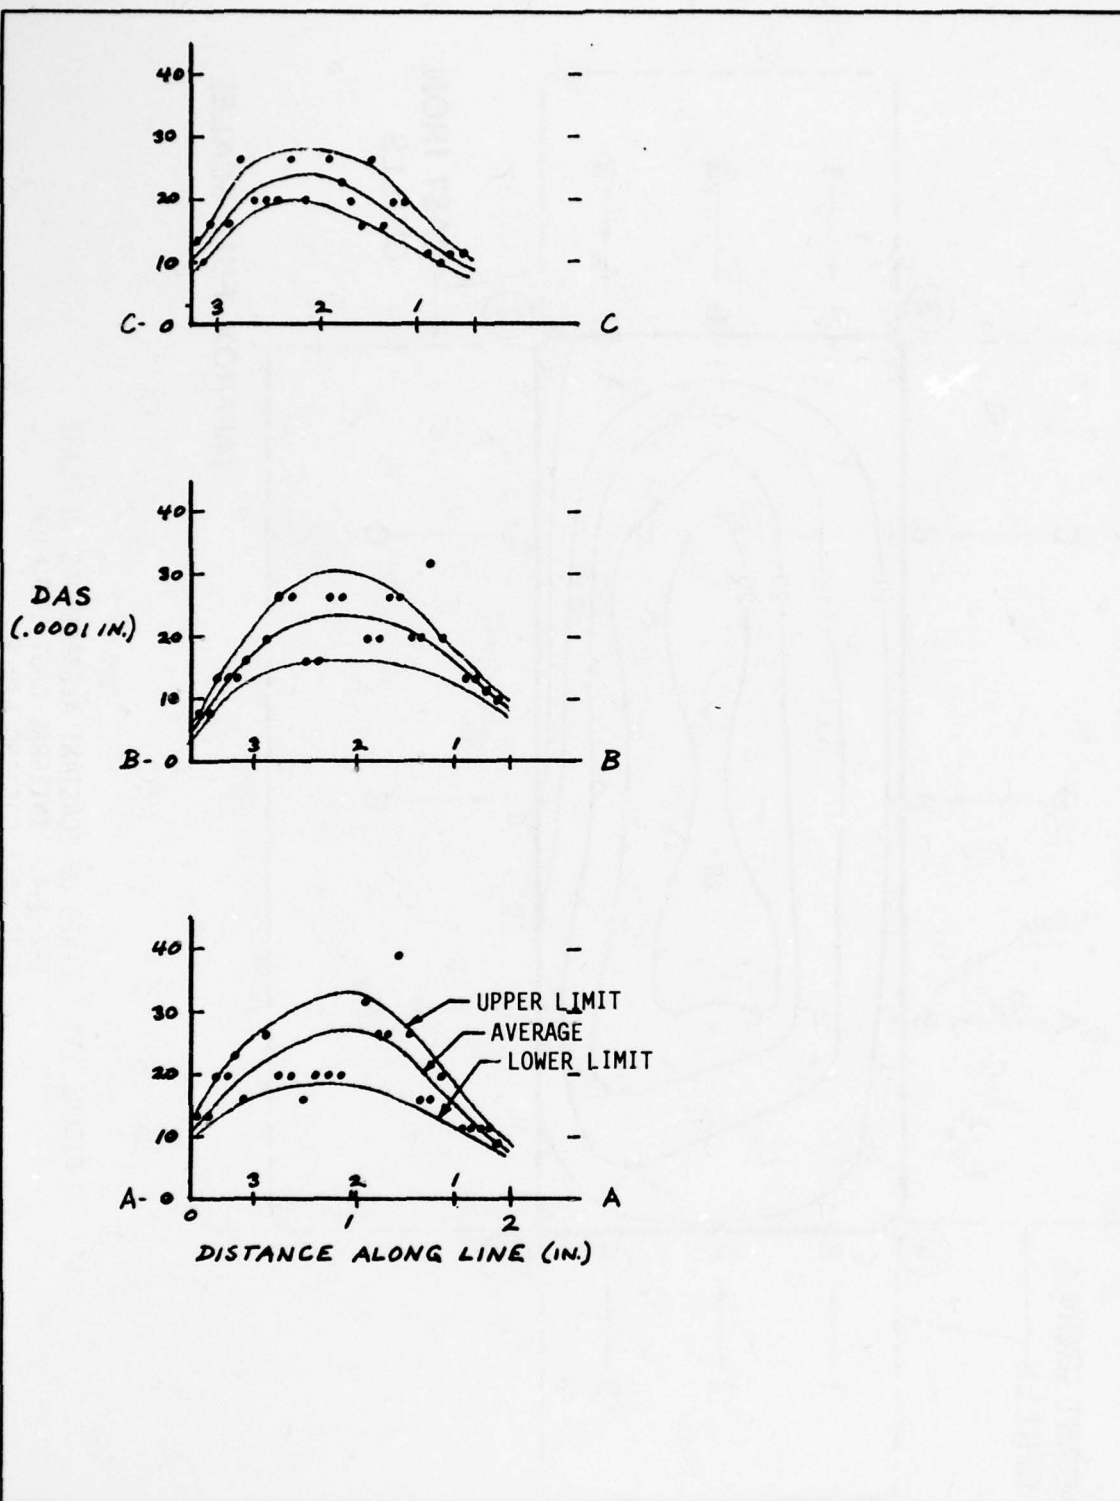 40
30
20
10
3 2 1
C- 0 C
40
30
DAS
(.0001 IN.)
20
10
3 2 1
B- 0 B
40
30
UPPER LIMIT
AVERAGE
LOWER LIMIT
20
10
3 2 1
A- 0 A
0 1 2
DISTANCE ALONG LINE (IN.)